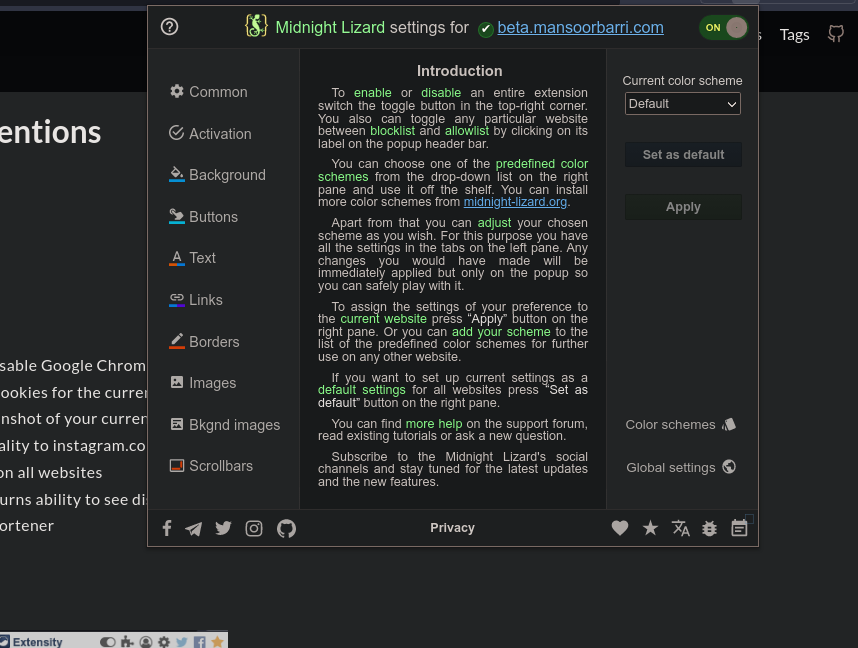 Midnight Lizard settings for beta.mansoorbarri.com
ON
Tags
entions
Common
Activation
Background
Buttons
Text
Links
Borders
Images
Bkgnd images
Scrollbars
Introduction
To enable or disable an entire extension
switch the toggle button in the top-right corner.
You also can toggle any particular website
between blocklist and allowlist by clicking on its
label on the popup header bar.
You can choose one of the predefined color
schemes from the drop-down list on the right
pane and use it off the shelf. You can install
more color schemes from midnight-lizard.org.
Apart from that you can adjust your chosen
scheme as you wish. For this purpose you have
all the settings in the tabs on the left pane. Any
changes you would have made will be
immediately applied but only on the popup so
you can safely play with it.
To assign the settings of your preference to
the current website press “Apply” button on the
right pane. Or you can add your scheme to the
list of the predefined color schemes for further
use on any other website.
If you want to set up current settings as a
default settings for all websites press “Set as
default” button on the right pane.
You can find more help on the support forum,
read existing tutorials or ask a new question.
Subscribe to the Midnight Lizard's social
channels and stay tuned for the latest updates
and the new features.
Current color scheme
Default
Set as default
Apply
Color schemes
Global settings
Privacy
sable Google Chrom
ookies for the curre
nshot of your curren
ality to instagram.co
on all websites
urns ability to see di
ortener
Extensity